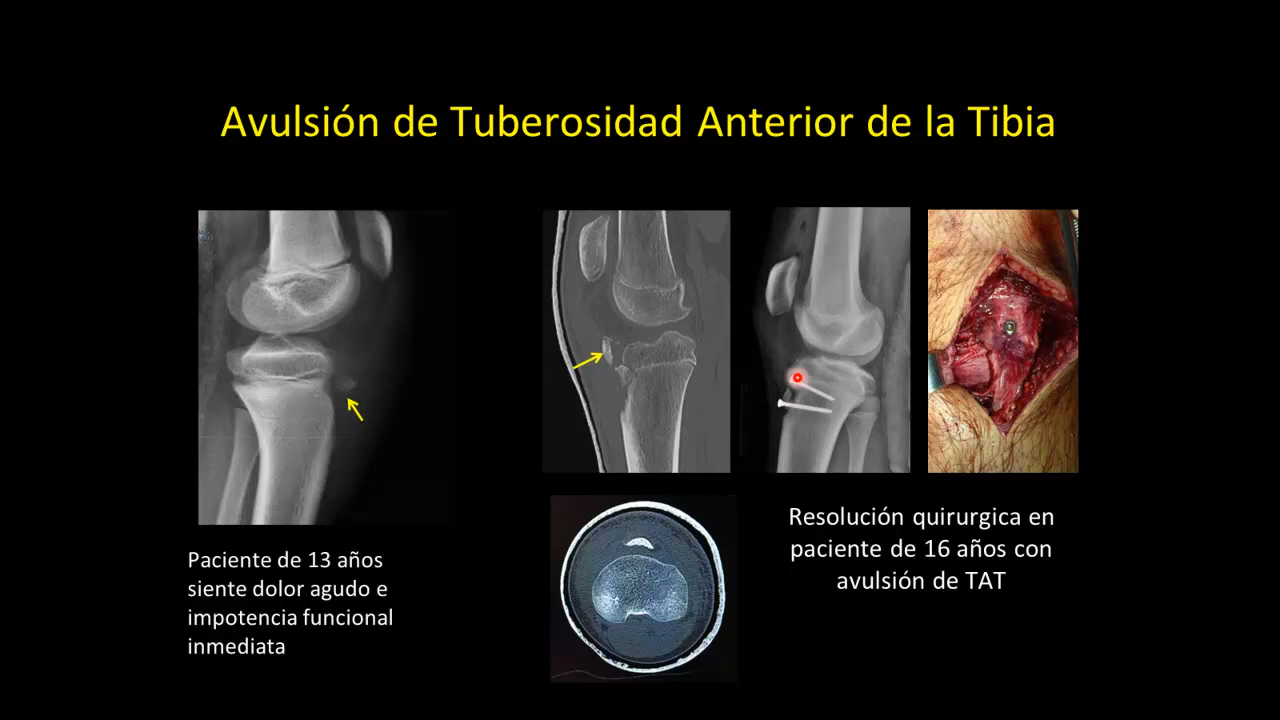 Avulsión de Tuberosidad Anterior de la Tibia
Paciente de 13 años
siente dolor agudo e
impotencia funcional
inmediata
Resolución quirurgica en
paciente de 16 años con
avulsión de TAT